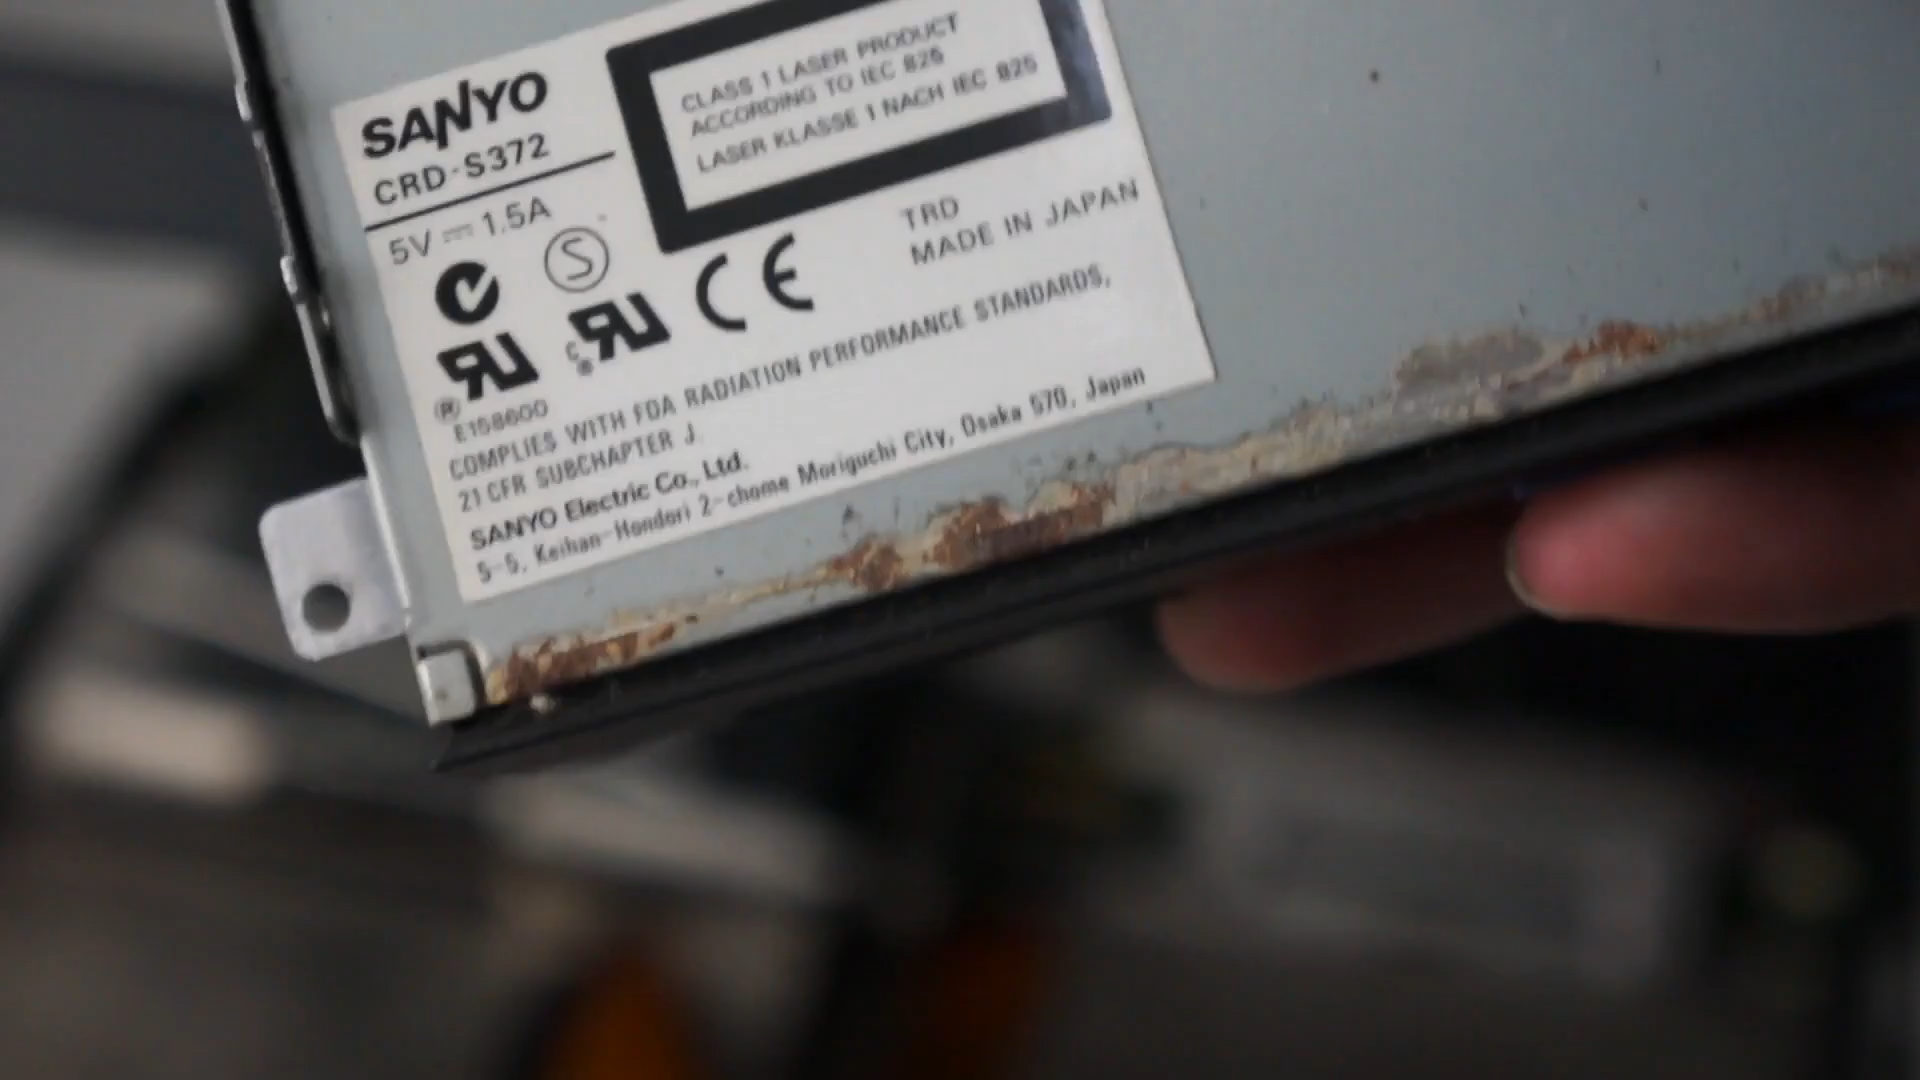 SANYO
CRD-S372
5V ⎓ 1.5A
CLASS 1 LASER PRODUCT
ACCORDING TO IEC 825
LASER KLASSE 1 NACH IEC 825
TRD
MADE IN JAPAN
S
CE
E158600
COMPLIES WITH FDA RADIATION PERFORMANCE STANDARDS,
21 CFR SUBCHAPTER J.
SANYO Electric Co., Ltd.
5-5, Keihan-Hondori 2-chome Moriguchi City, Osaka 570, Japan